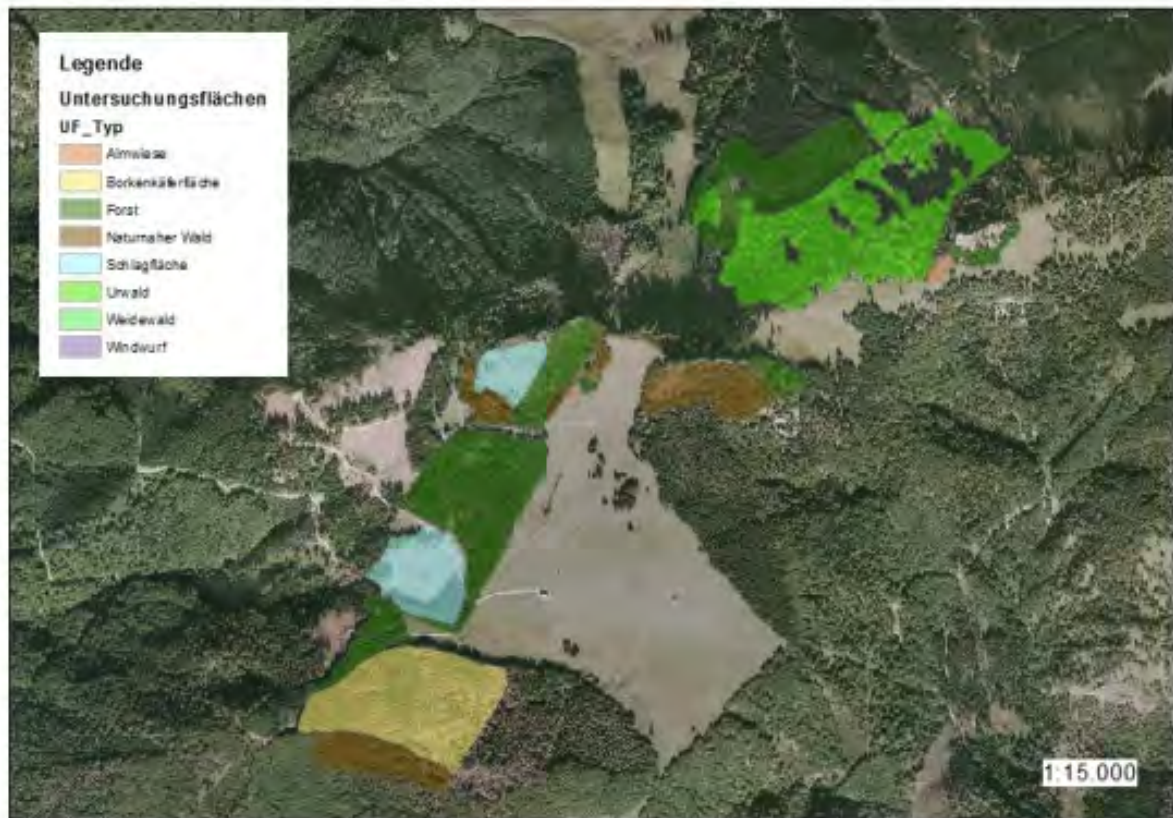 Legende
Untersuchungsflächen
UF_Typ
Almwiese
Borkenkäferfläche
Forst
Naturnaher Wald
Schlagfläche
Urwald
Weidewald
Windwurf
1:15.000